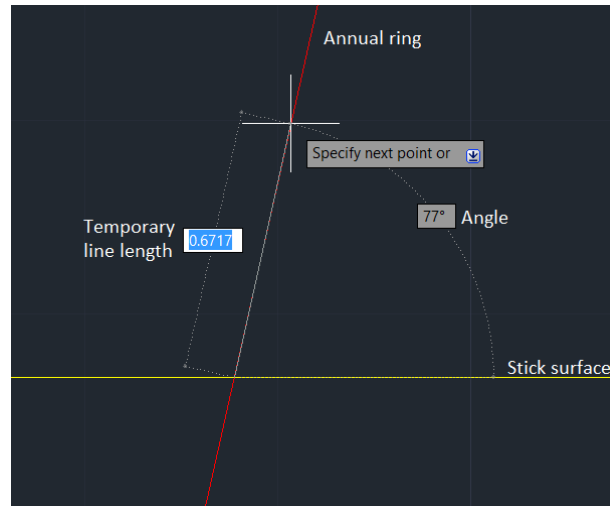 Annual ring
Specify next point or
77° Angle
Temporary
line length
0.6717
Stick surface